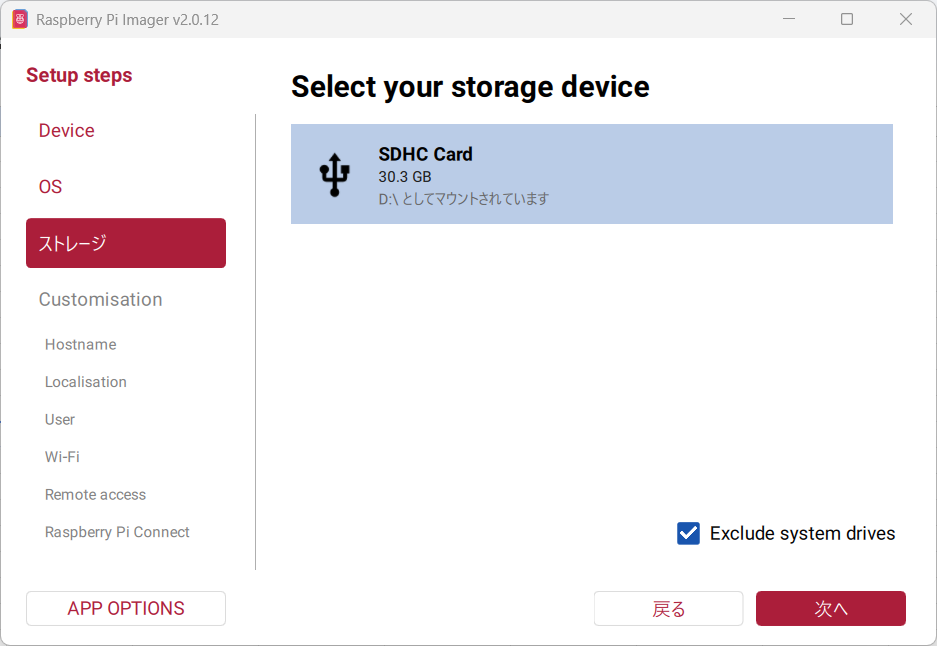 Raspberry Pi Imager v2.0.12
Setup steps
Device
OS
ストレージ
Customisation
Hostname
Localisation
User
Wi-Fi
Remote access
Raspberry Pi Connect
APP OPTIONS
Select your storage device
SDHC Card
30.3 GB
D:\ としてマウントされています
Exclude system drives
戻る
次へ